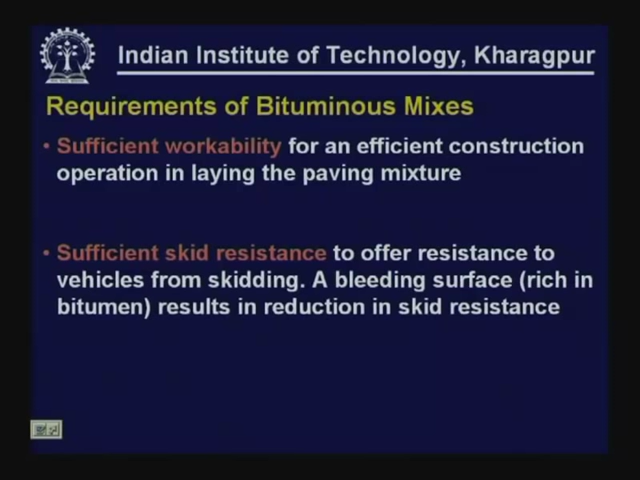 Indian Institute of Technology, Kharagpur
Requirements of Bituminous Mixes
• Sufficient workability for an efficient construction
operation in laying the paving mixture
• Sufficient skid resistance to offer resistance to
vehicles from skidding. A bleeding surface (rich in
bitumen) results in reduction in skid resistance